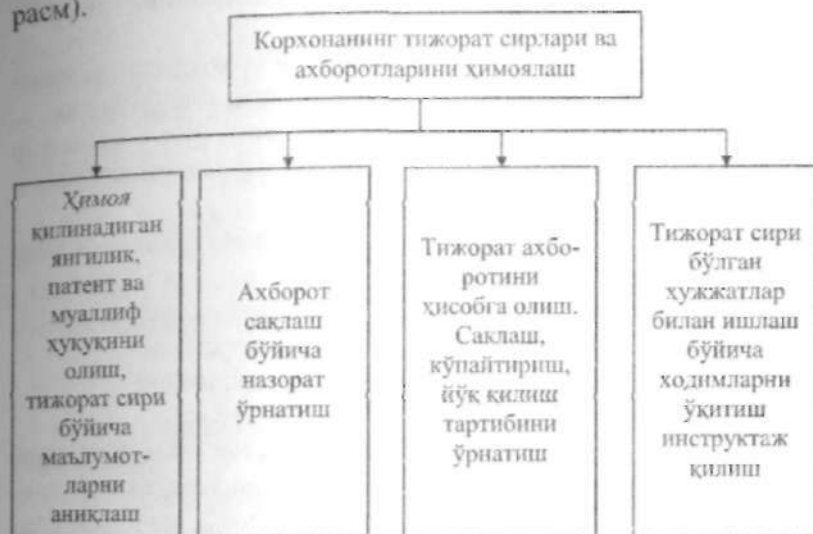 расм).
Корхонанинг тижорат сирлари ва
ахборотларини ҳимоялаш
Ҳимоя
қилинадиган
янгилик,
патент ва
муаллиф
ҳуқуқини
олиш,
тижорат сири
бўйича
маълумот-
ларни
аниқлаш
Ахборот
сақлаш
бўйича
назорат
ўрнатиш
Тижорат ахбо-
ротини
ҳисобга олиш.
Саклаш,
кўпайтириш,
йўқ қилиш
тартибини
ўрнатиш
Тижорат сири
бўлган
ҳужжатлар
билан ишлаш
бўйича
ходимларни
ўқитиш
инструктаж
қилиш